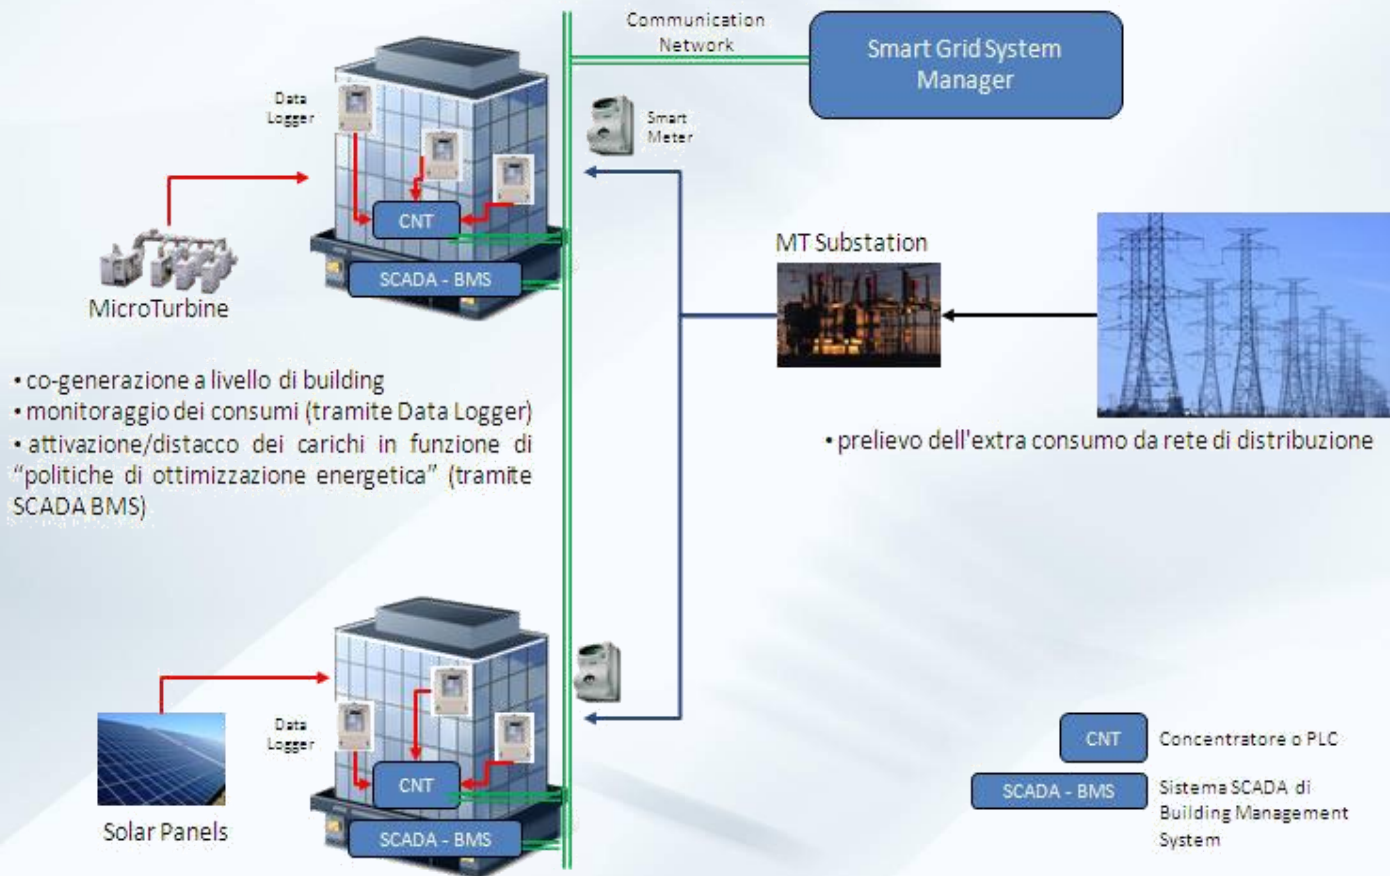 Communication
Network
Smart Grid System
Manager
Data
Logger
Smart
Meter
CNT
SCADA - BMS
MicroTurbine
MT Substation
• co-generazione a livello di building
• monitoraggio dei consumi (tramite Data Logger)
• attivazione/distacco dei carichi in funzione di
“politiche di ottimizzazione energetica” (tramite
SCADA BMS)
• prelievo dell'extra consumo da rete di distribuzione
Data
Logger
CNT
SCADA - BMS
Solar Panels
CNT
Concentratore o PLC
SCADA - BMS
Sistema SCADA di
Building Management
System